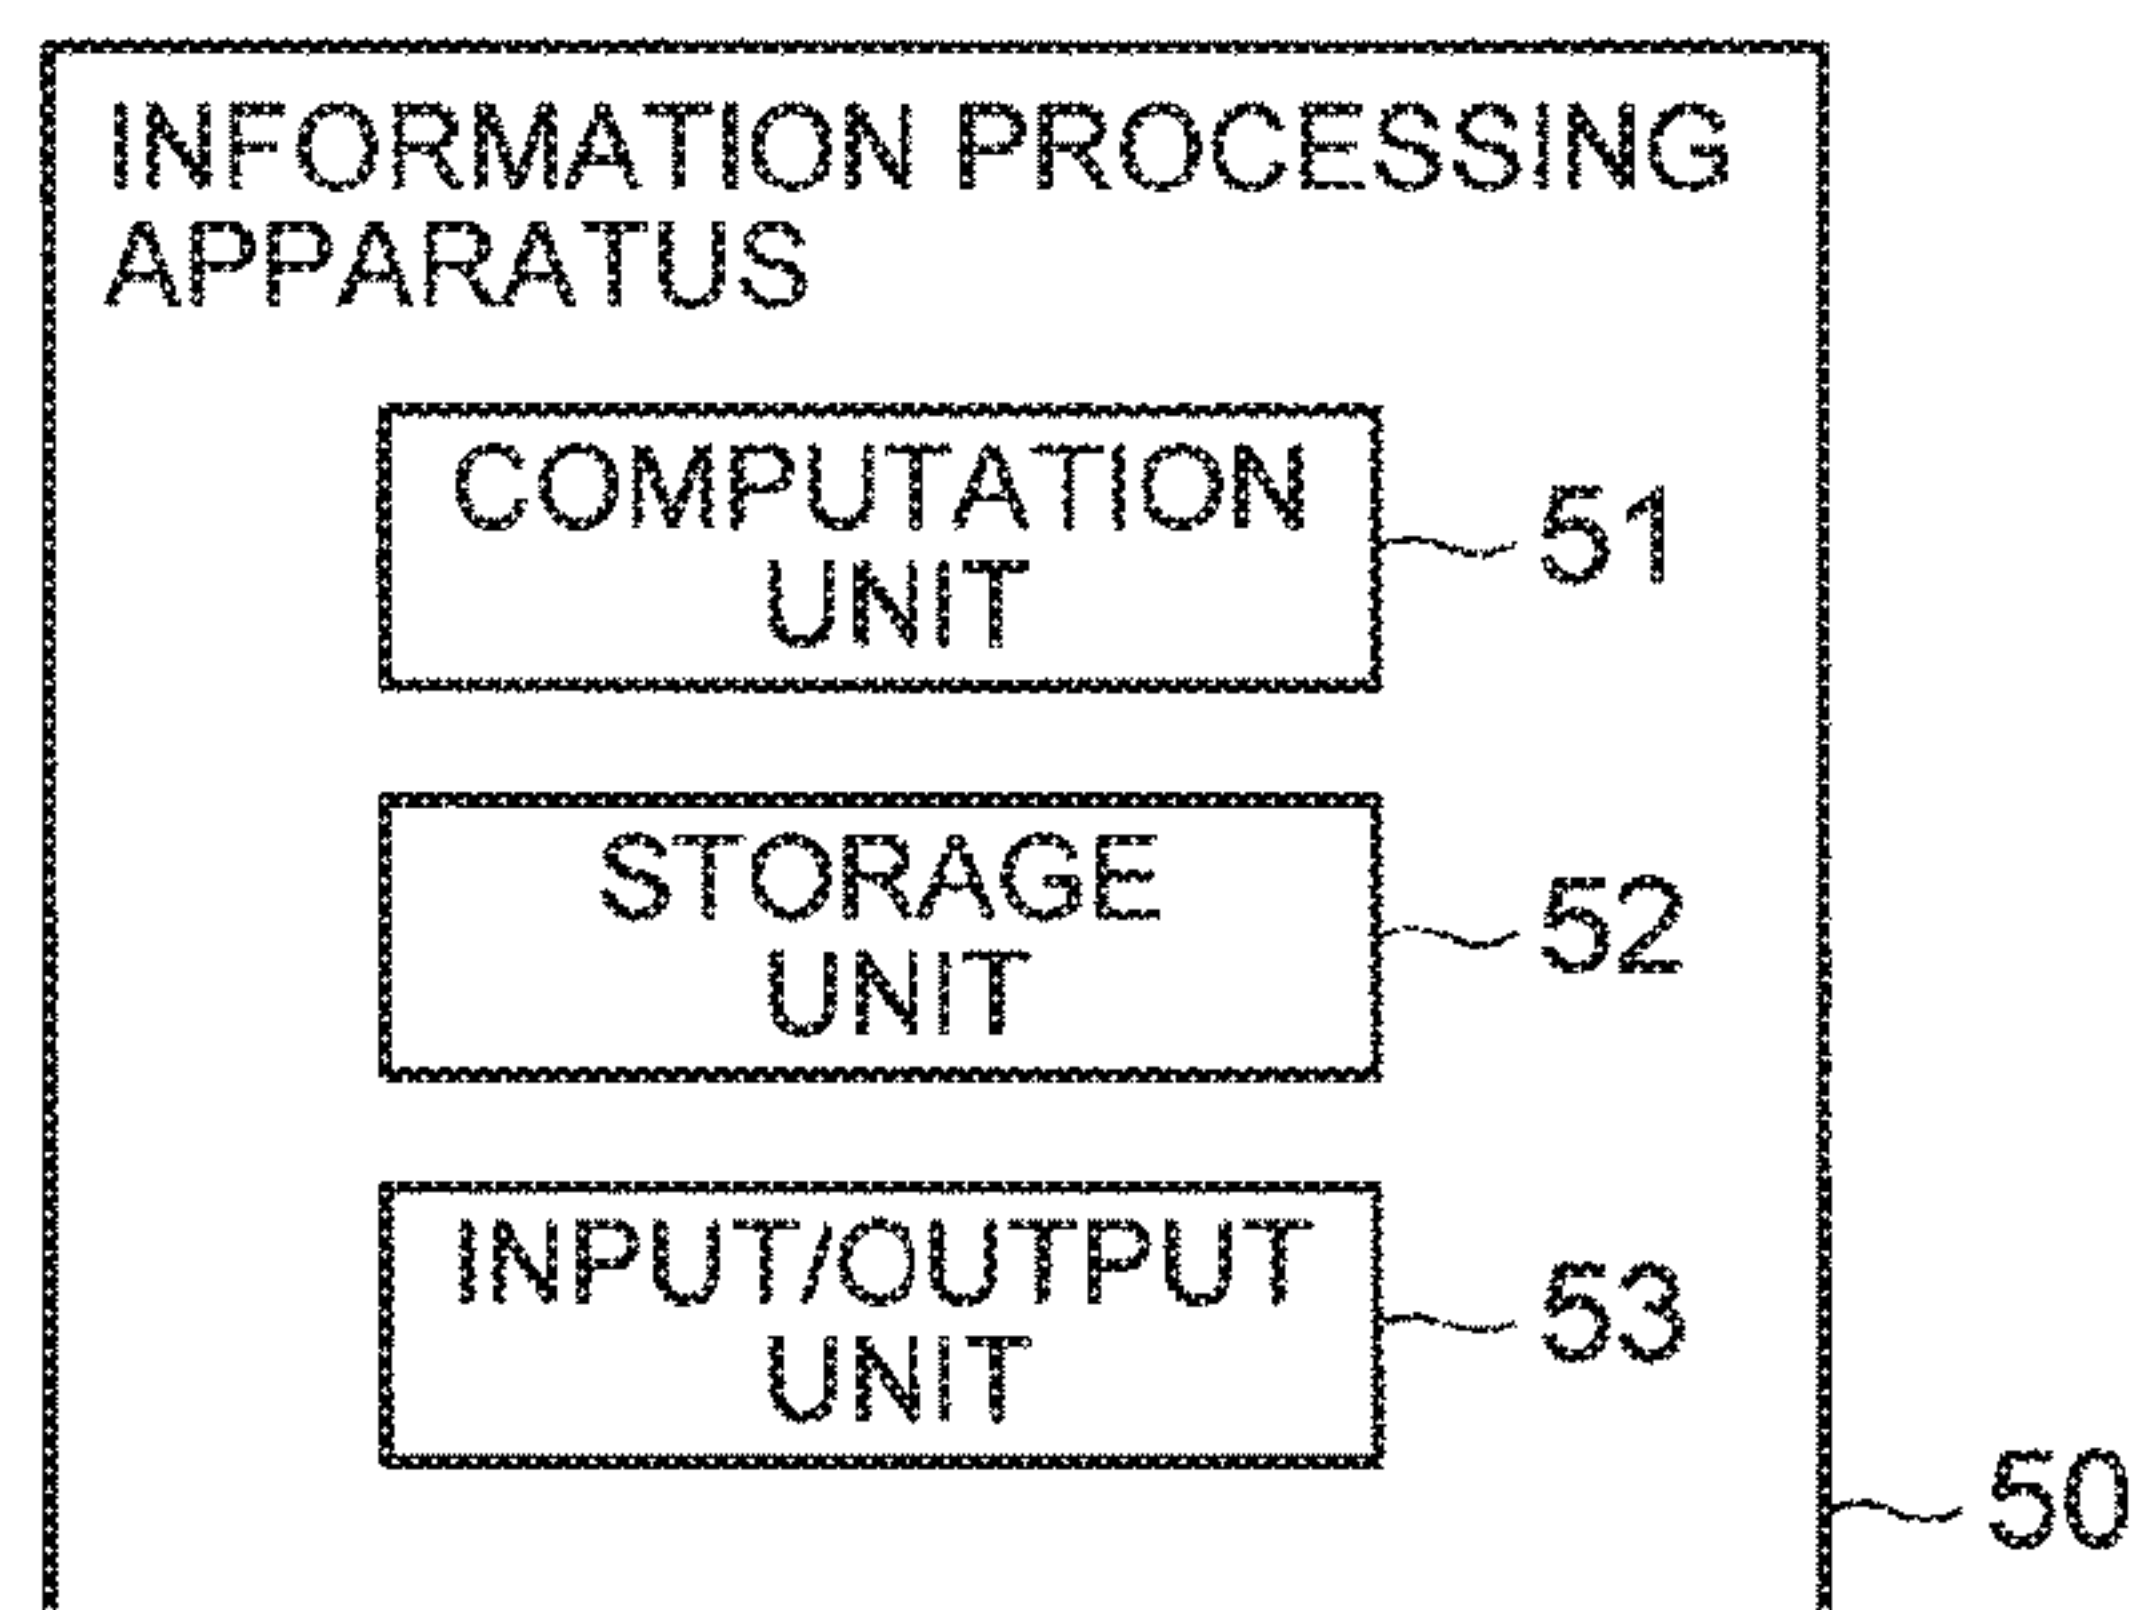 INFORMATION PROCESSING
APPARATUS
COMPUTATION
UNIT
51
STORAGE
UNIT
52
INPUT/OUTPUT
UNIT
53
50